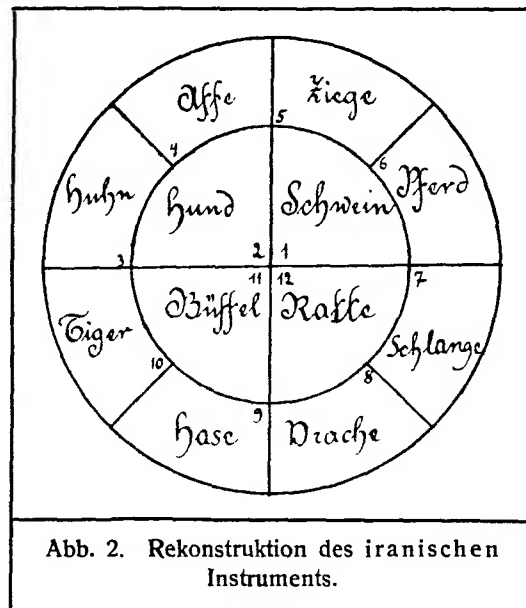 Affe
Ziege
5
4
6
Huhn
Hund
Schwein
Pferd
3
2
1
7
11
12
Büffel
Ratte
Tiger
Schlange
10
8
9
Hase
Drache
Abb. 2. Rekonstruktion des iranischen
Instruments.